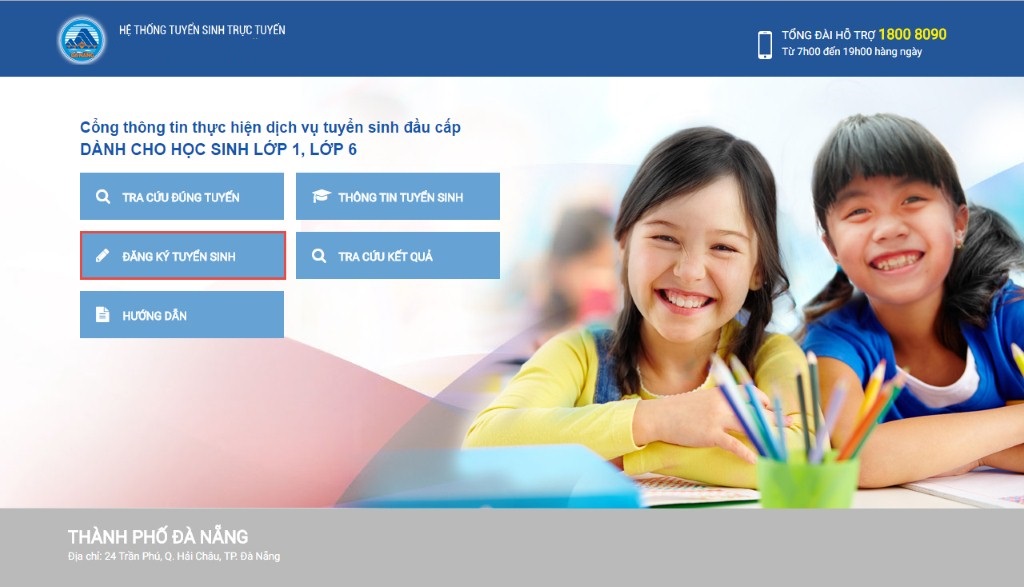 HỆ THỐNG TUYỂN SINH TRỰC TUYẾN
TỔNG ĐÀI HỖ TRỢ 1800 8090
Từ 7h00 đến 19h00 hàng ngày
Cổng thông tin thực hiện dịch vụ tuyển sinh đầu cấp
DÀNH CHO HỌC SINH LỚP 1, LỚP 6
TRA CỨU ĐÚNG TUYẾN
THÔNG TIN TUYỂN SINH
ĐĂNG KÝ TUYỂN SINH
TRA CỨU KẾT QUẢ
HƯỚNG DẪN
THÀNH PHỐ ĐÀ NẴNG
Địa chỉ: 24 Trần Phú, Q. Hải Châu, TP. Đà Nẵng